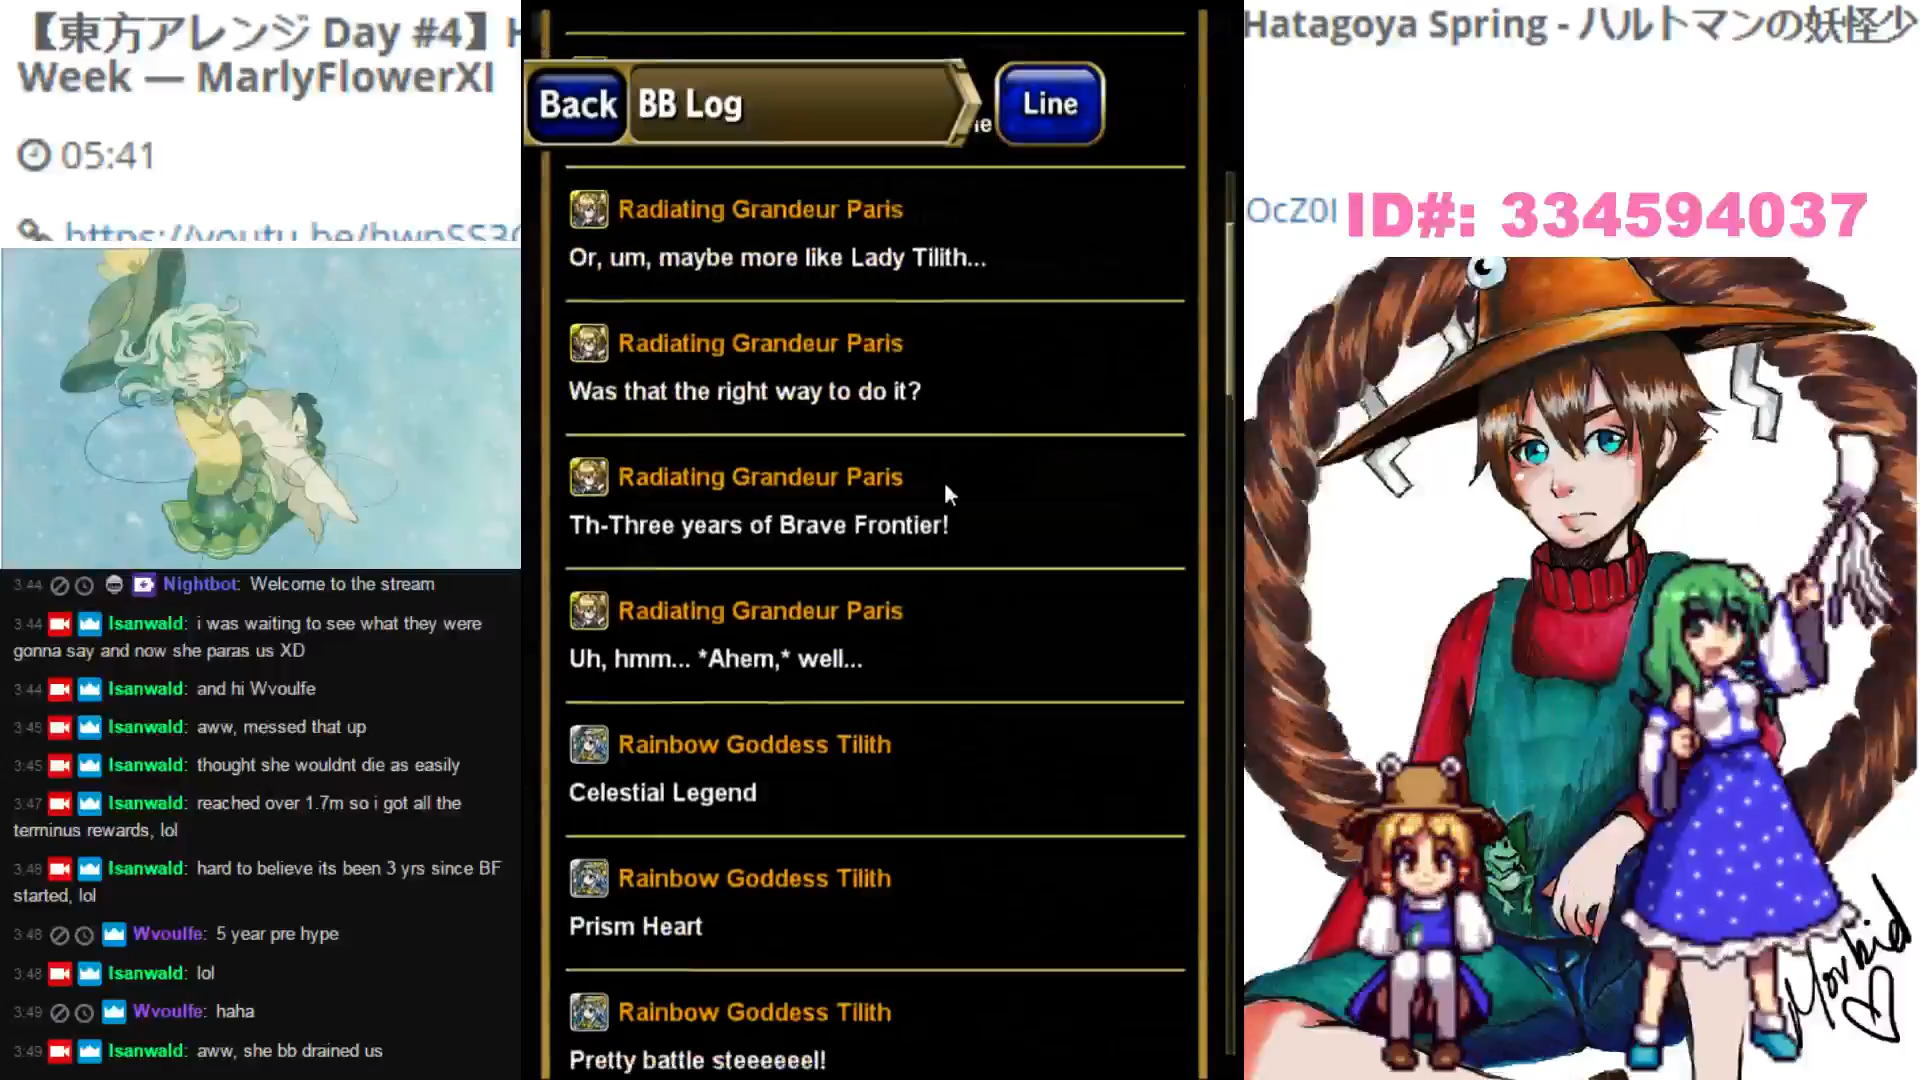 【東方アレンジ Day #4】H
Week — MarlyFlowerXI
05:41
Hatagoya Spring - ハルトマンの妖怪少
OcZ0I
ID#: 334594037
Back
BB Log
Line
Radiating Grandeur Paris
Or, um, maybe more like Lady Tilith...
Radiating Grandeur Paris
Was that the right way to do it?
Radiating Grandeur Paris
Th-Three years of Brave Frontier!
Radiating Grandeur Paris
Uh, hmm... *Ahem,* well...
Rainbow Goddess Tilith
Celestial Legend
Rainbow Goddess Tilith
Prism Heart
Rainbow Goddess Tilith
Pretty battle steeeeeel!
3:44 Nightbot: Welcome to the stream
3:44 Isanwald: i was waiting to see what they were
gonna say and now she paras us XD
3:44 Isanwald: and hi Wvoulfe
3:45 Isanwald: aww, messed that up
3:45 Isanwald: thought she wouldnt die as easily
3:47 Isanwald: reached over 1.7m so i got all the
terminus rewards, lol
3:48 Isanwald: hard to believe its been 3 yrs since BF
started, lol
3:48 Wvoulfe: 5 year pre hype
3:48 Isanwald: lol
3:49 Wvoulfe: haha
3:49 Isanwald: aww, she bb drained us
Morbid